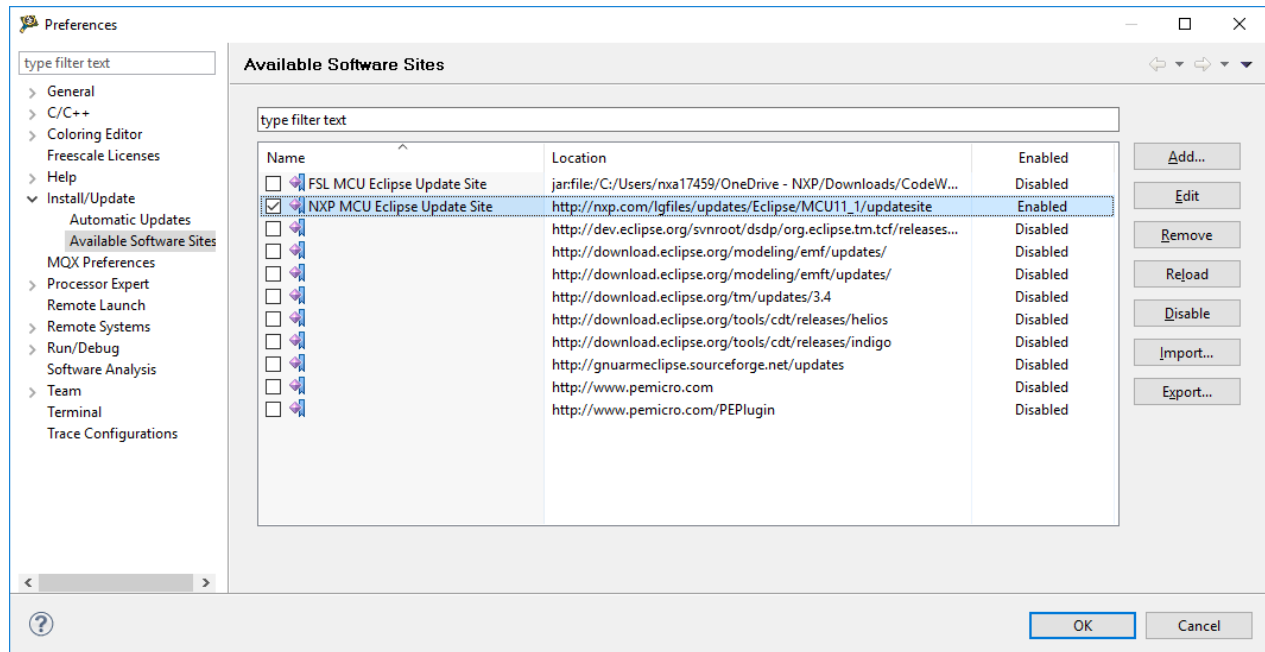 Preferences
type filter text
Available Software Sites
General
C/C++
Coloring Editor
Freescale Licenses
Help
Install/Update
Automatic Updates
Available Software Sites
MQX Preferences
Processor Expert
Remote Launch
Remote Systems
Run/Debug
Software Analysis
Team
Terminal
Trace Configurations
type filter text
Name Location Enabled
FSL MCU Eclipse Update Site jar:file:/C:/Users/nxa17459/OneDrive - NXP/Downloads/CodeW... Disabled
NXP MCU Eclipse Update Site http://nxp.com/lgfiles/updates/Eclipse/MCU11_1/updatesite Enabled
http://dev.eclipse.org/svnroot/dsdp/org.eclipse.tm.tcf/releases... Disabled
http://download.eclipse.org/modeling/emf/updates/ Disabled
http://download.eclipse.org/modeling/emft/updates/ Disabled
http://download.eclipse.org/tm/updates/3.4 Disabled
http://download.eclipse.org/tools/cdt/releases/helios Disabled
http://download.eclipse.org/tools/cdt/releases/indigo Disabled
http://gnuarmeclipse.sourceforge.net/updates Disabled
http://www.pemicro.com Disabled
http://www.pemicro.com/PEPlugin Disabled
Add...
Edit
Remove
Reload
Disable
Import...
Export...
OK Cancel